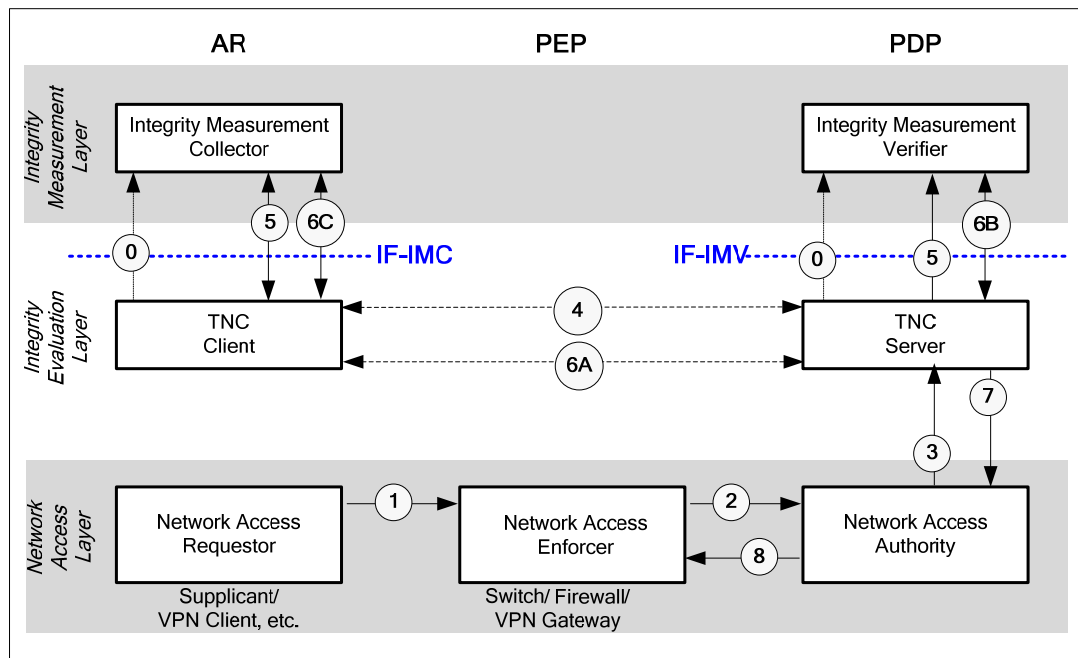 AR
PEP
PDP
Integrity
Measurement
Layer
Integrity Measurement
Collector
Integrity Measurement
Verifier
0
5
6C
0
5
6B
IF-IMC
IF-IMV
Integrity
Evaluation
Layer
TNC
Client
4
6A
TNC
Server
3
7
Network
Access
Layer
Network Access
Requestor
1
Network Access
Enforcer
2
8
Network Access
Authority
Supplicant/
VPN Client, etc.
Switch/ Firewall/
VPN Gateway